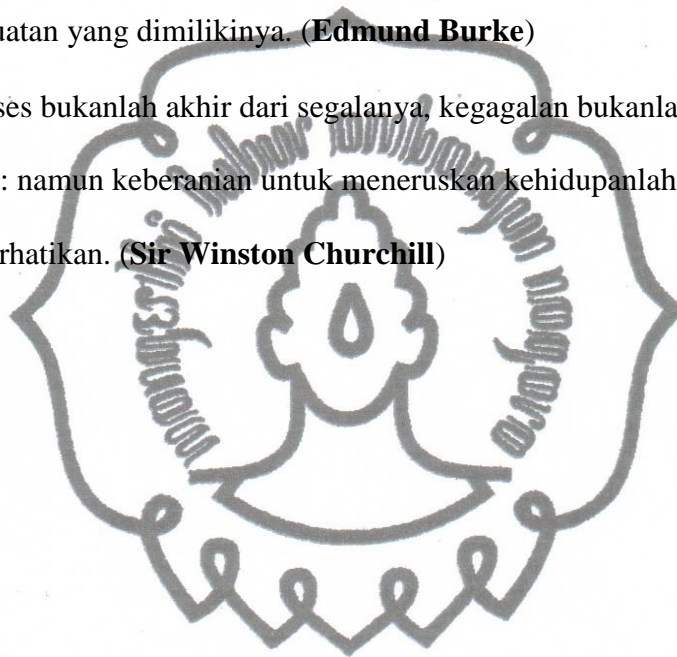 uatan yang dimilikinya. (Edmund Burke)
ses bukanlah akhir dari segalanya, kegagalan bukanla
: namun keberanian untuk meneruskan kehidupanlah
rhatikan. (Sir Winston Churchill)